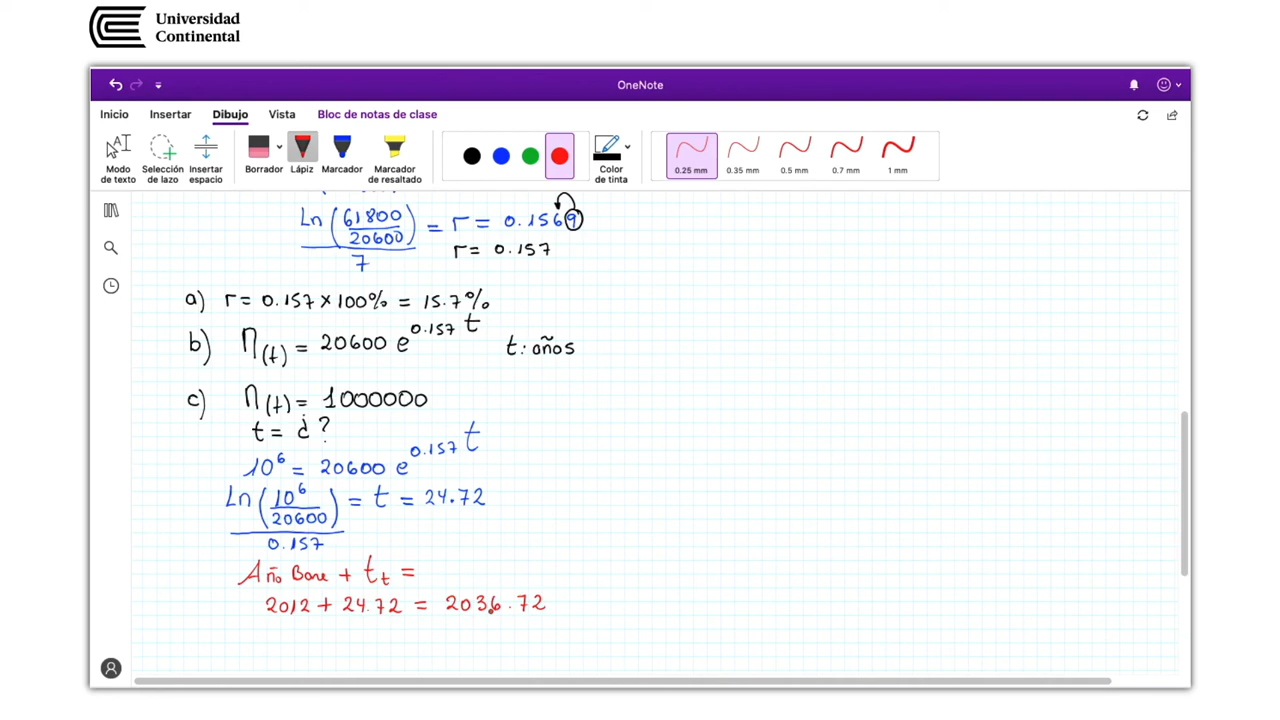 Universidad
Continental
OneNote
Inicio Insertar Dibujo Vista Bloc de notas de clase
Modo de texto Selección de lazo Insertar espacio Borrador Lápiz Marcador Marcador de resaltado Color de tinta 0.25 mm 0.35 mm 0.5 mm 0.7 mm 1 mm
Ln (61800/20600) / 7 = r = 0.1569
r = 0.157
a) r = 0.157 x 100% = 15.7%
b) n(t) = 20600 e^0.157 t t: años
c) n(t) = 1000000
t = ¿?
10^6 = 20600 e^0.157 t
Ln (10^6/20600) / 0.157 = t = 24.72
Año Base + t_t =
2012 + 24.72 = 2036.72